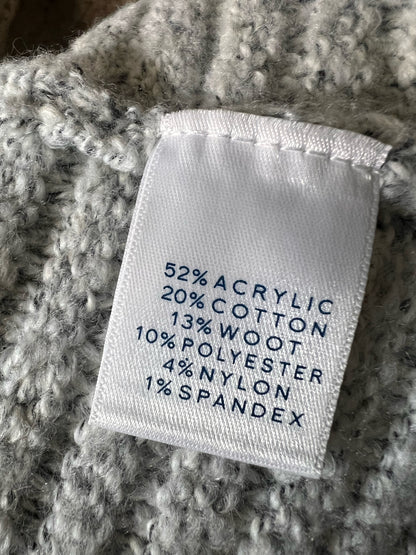 52% ACRYLIC
20% COTTON
13% WOOT
10% POLYESTER
4% NYLON
1% SPANDEX